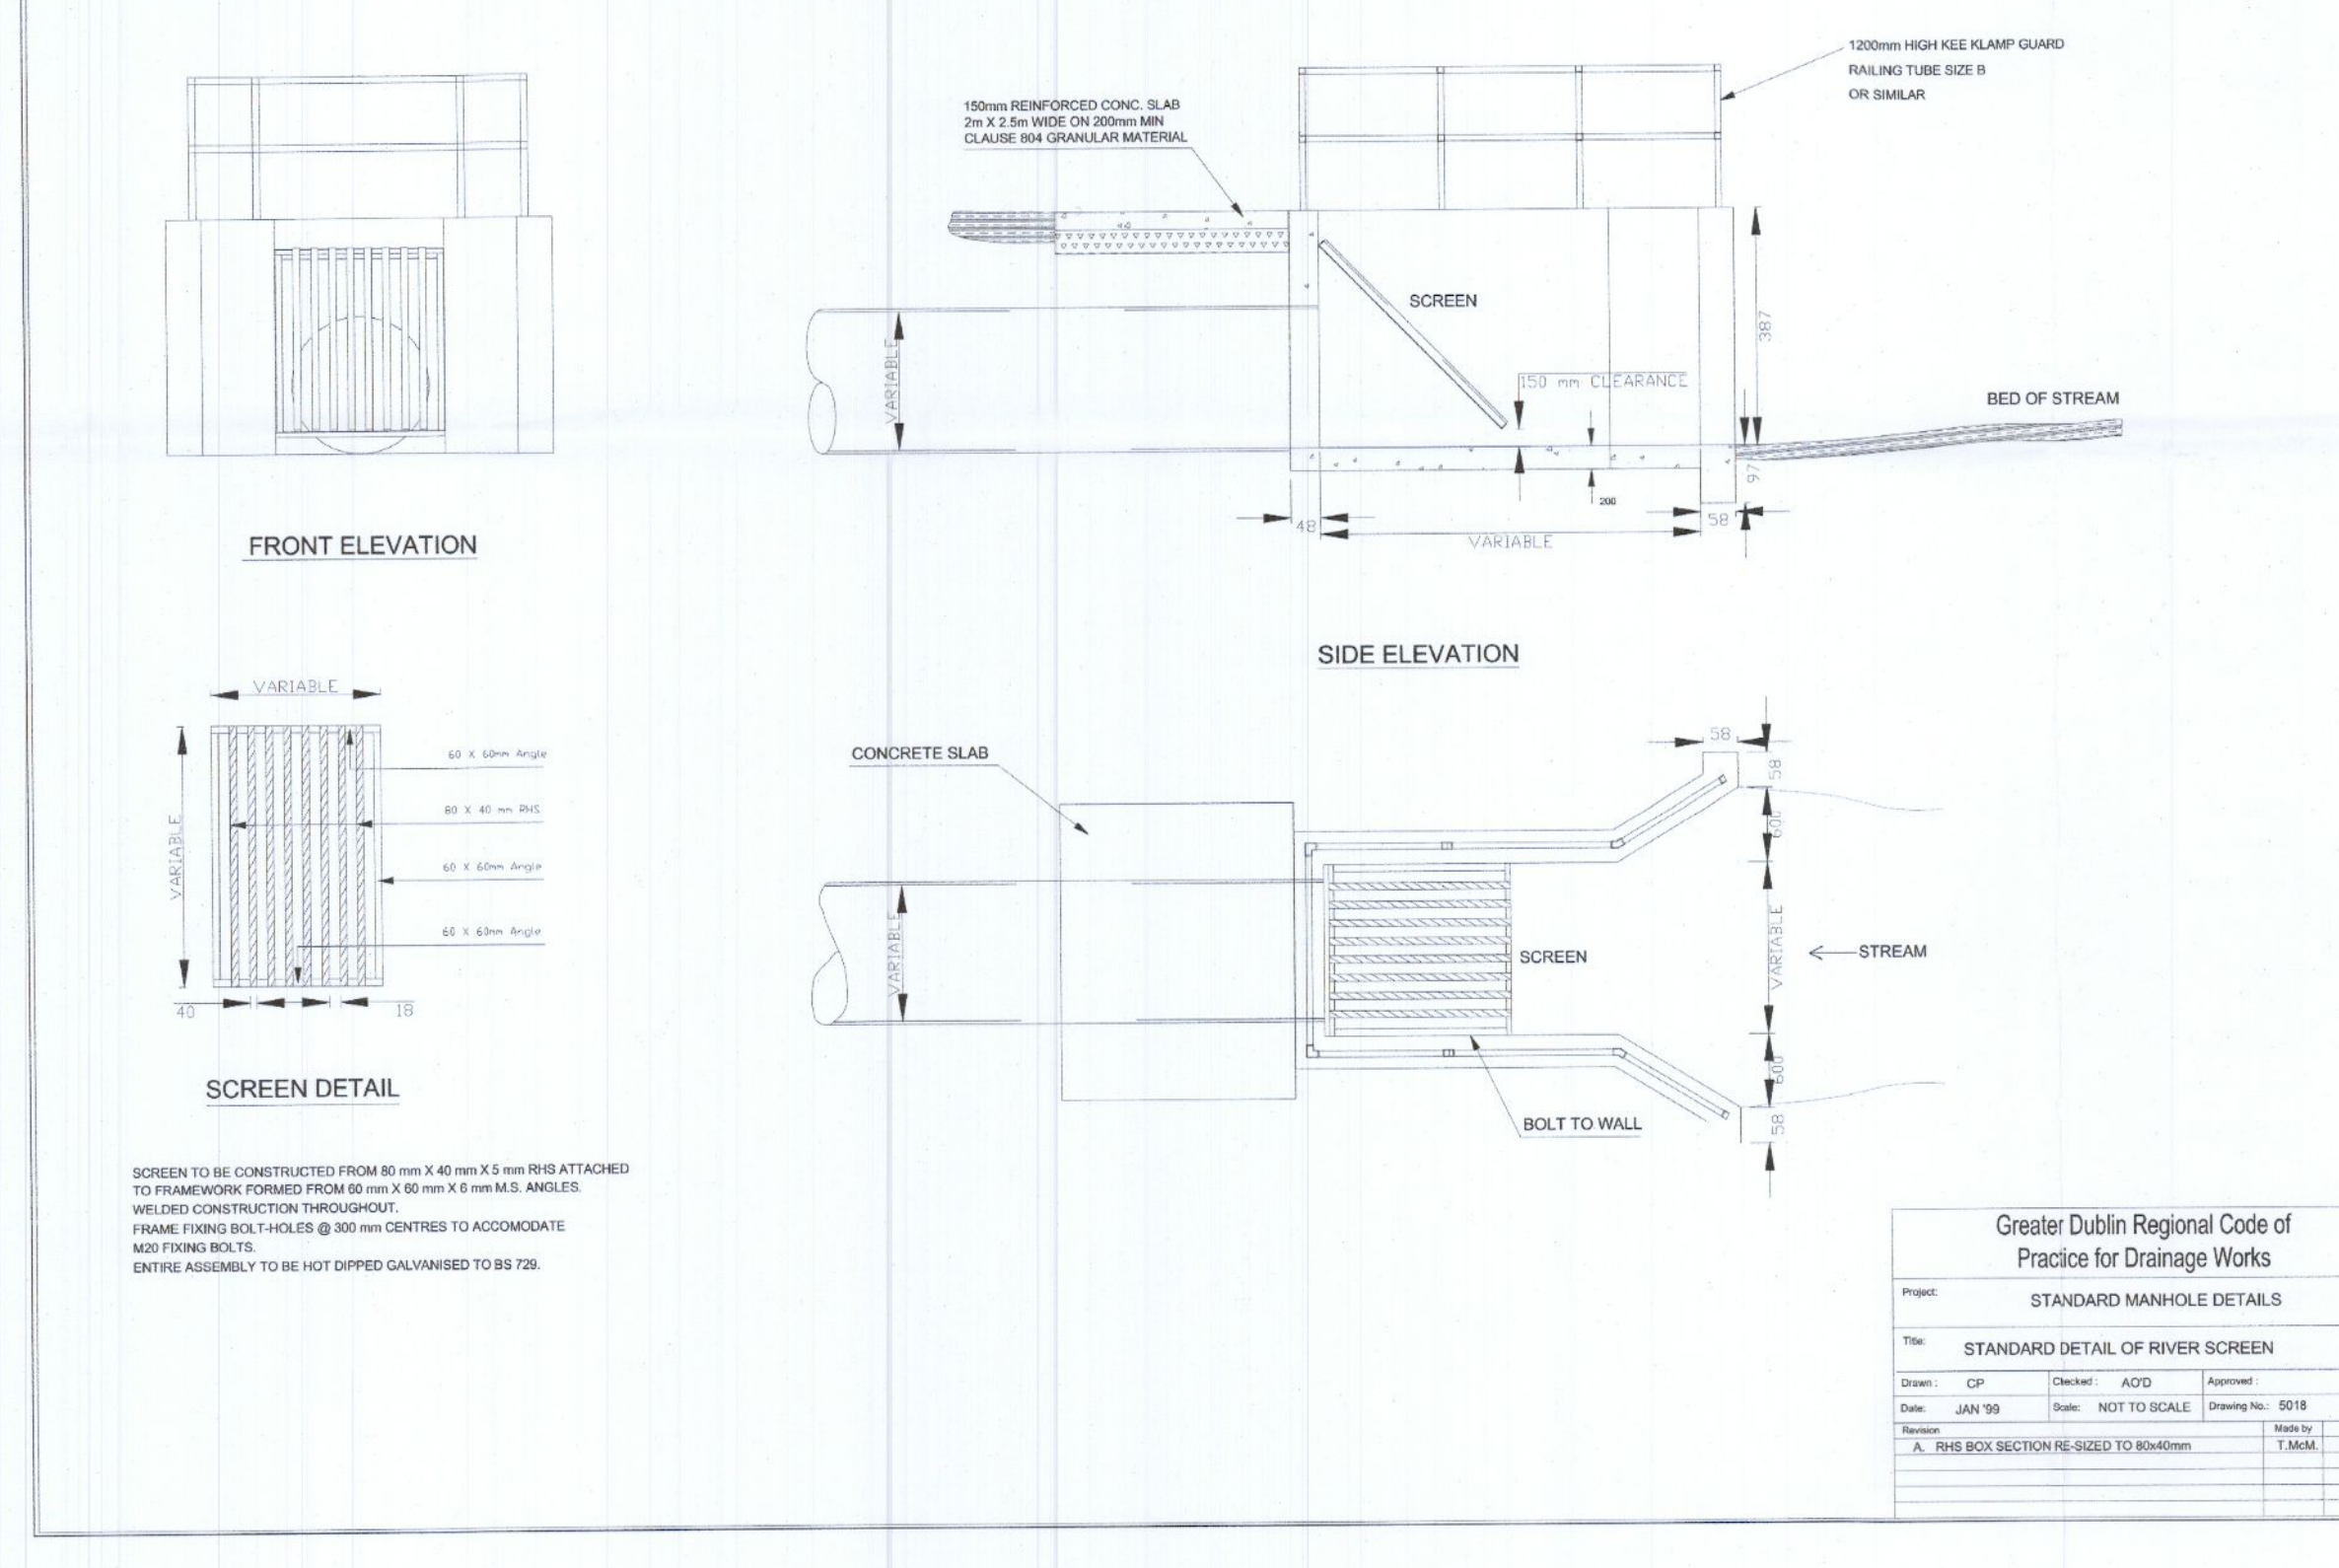 1200mm HIGH KEE KLAMP GUARD
RAILING TUBE SIZE B
OR SIMILAR
150mm REINFORCED CONC. SLAB
2m X 2.5m WIDE ON 200mm MIN
CLAUSE 804 GRANULAR MATERIAL
SCREEN
VARIABLE
387
150 mm CLEARANCE
BED OF STREAM
97
200
48
VARIABLE
58
FRONT ELEVATION
SIDE ELEVATION
VARIABLE
VARIABLE
60 X 60mm Angle
80 X 40 mm RHS
60 X 60mm Angle
60 X 60mm Angle
40
18
SCREEN DETAIL
CONCRETE SLAB
58
58
600
VARIABLE
VARIABLE
SCREEN
STREAM
600
58
BOLT TO WALL
SCREEN TO BE CONSTRUCTED FROM 80 mm X 40 mm X 5 mm RHS ATTACHED
TO FRAMEWORK FORMED FROM 60 mm X 60 mm X 6 mm M.S. ANGLES.
WELDED CONSTRUCTION THROUGHOUT.
FRAME FIXING BOLT-HOLES @ 300 mm CENTRES TO ACCOMODATE
M20 FIXING BOLTS.
ENTIRE ASSEMBLY TO BE HOT DIPPED GALVANISED TO BS 729.
Greater Dublin Regional Code of
Practice for Drainage Works
Project: STANDARD MANHOLE DETAILS
Title: STANDARD DETAIL OF RIVER SCREEN
Drawn : CP Checked : AO'D Approved :
Date: JAN '99 Scale: NOT TO SCALE Drawing No.: 5018
Revision Made by
A. RHS BOX SECTION RE-SIZED TO 80x40mm T.McM.